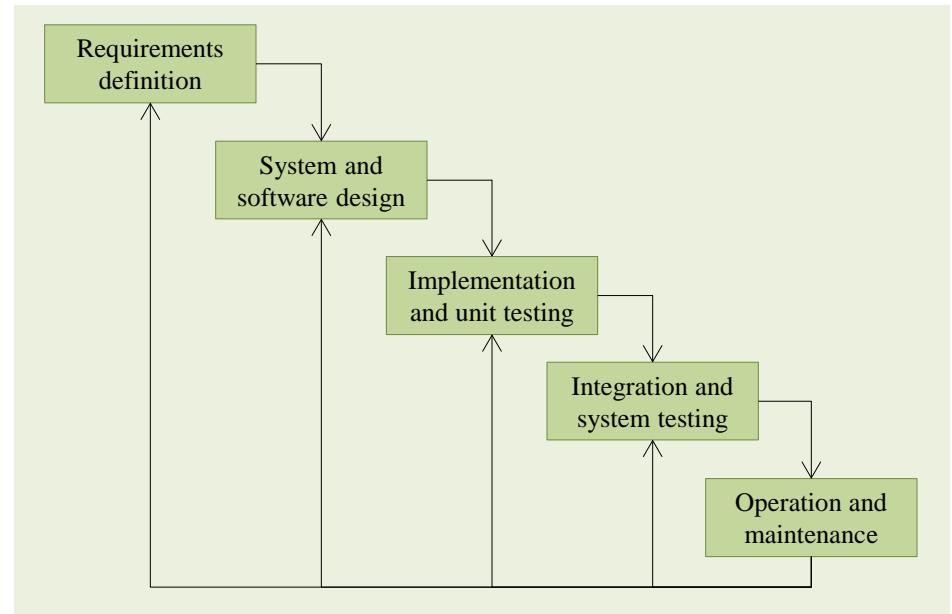 Requirements
definition
System and
software design
Implementation
and unit testing
Integration and
system testing
Operation and
maintenance